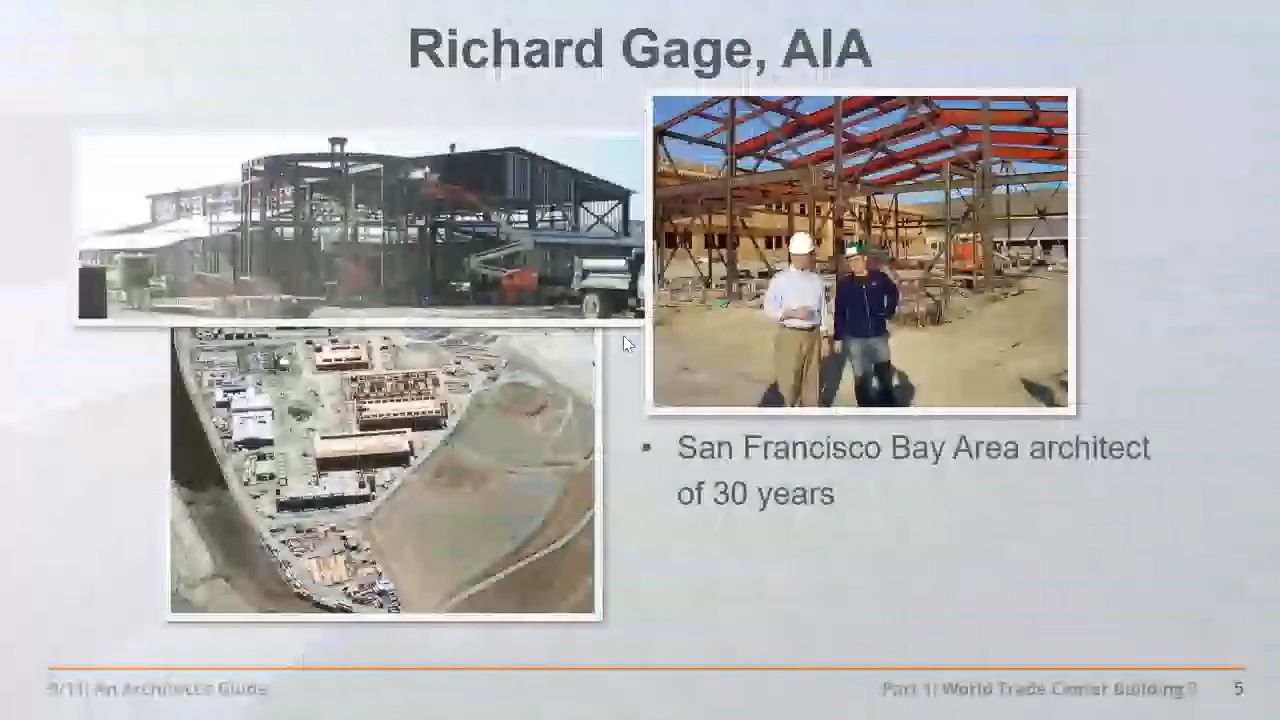 Richard Gage, AIA
• San Francisco Bay Area architect
of 30 years
9/11: An Architect's Guide
Part 1: World Trade Center Building 7
5